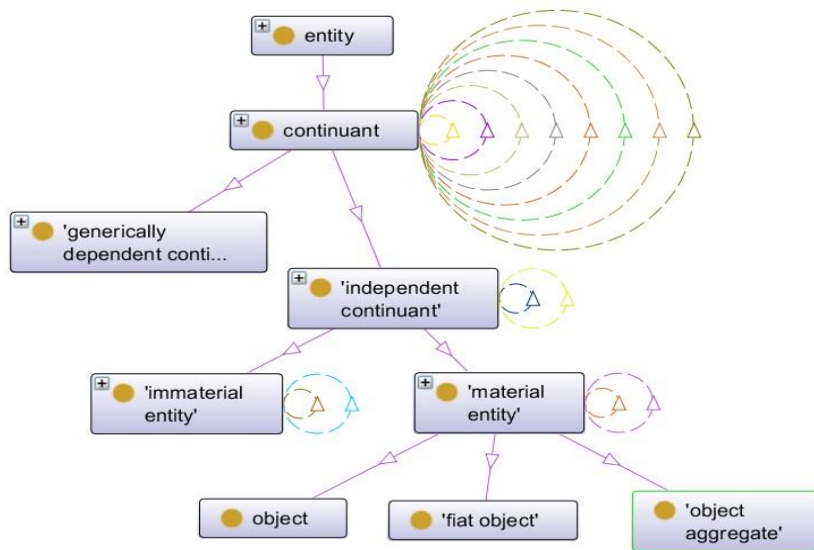 entity
continuant
'generically
dependent conti...
'independent
continuant'
'immaterial
entity'
'material
entity'
object
'fiat object'
'object
aggregate'